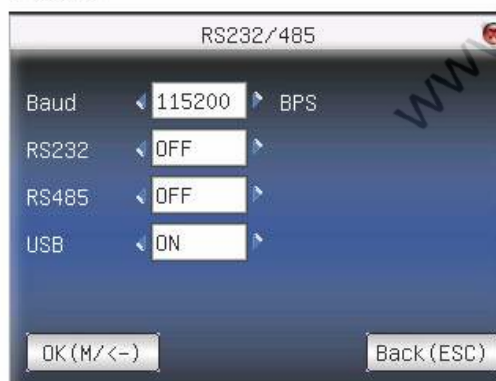 RS232/485
Baud 115200 BPS
RS232 OFF
RS485 OFF
USB ON
OK(M/<-) Back(ESC)